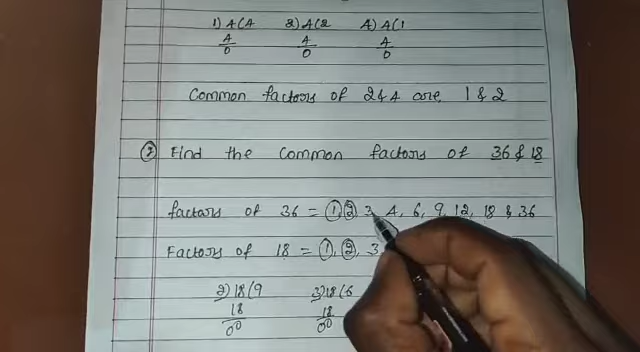 1) 4(4 2) 4(2 4) 4(1
4 4 4
0 0 0
Common factors of 2 & 4 are 1 & 2
② Find the common factors of 36 & 18
factors of 36 = 1, 2, 3, 4, 6, 9, 12, 18 & 36
Factors of 18 = 1, 2, 3
2) 18(9 3) 18(6
18 18
00 00